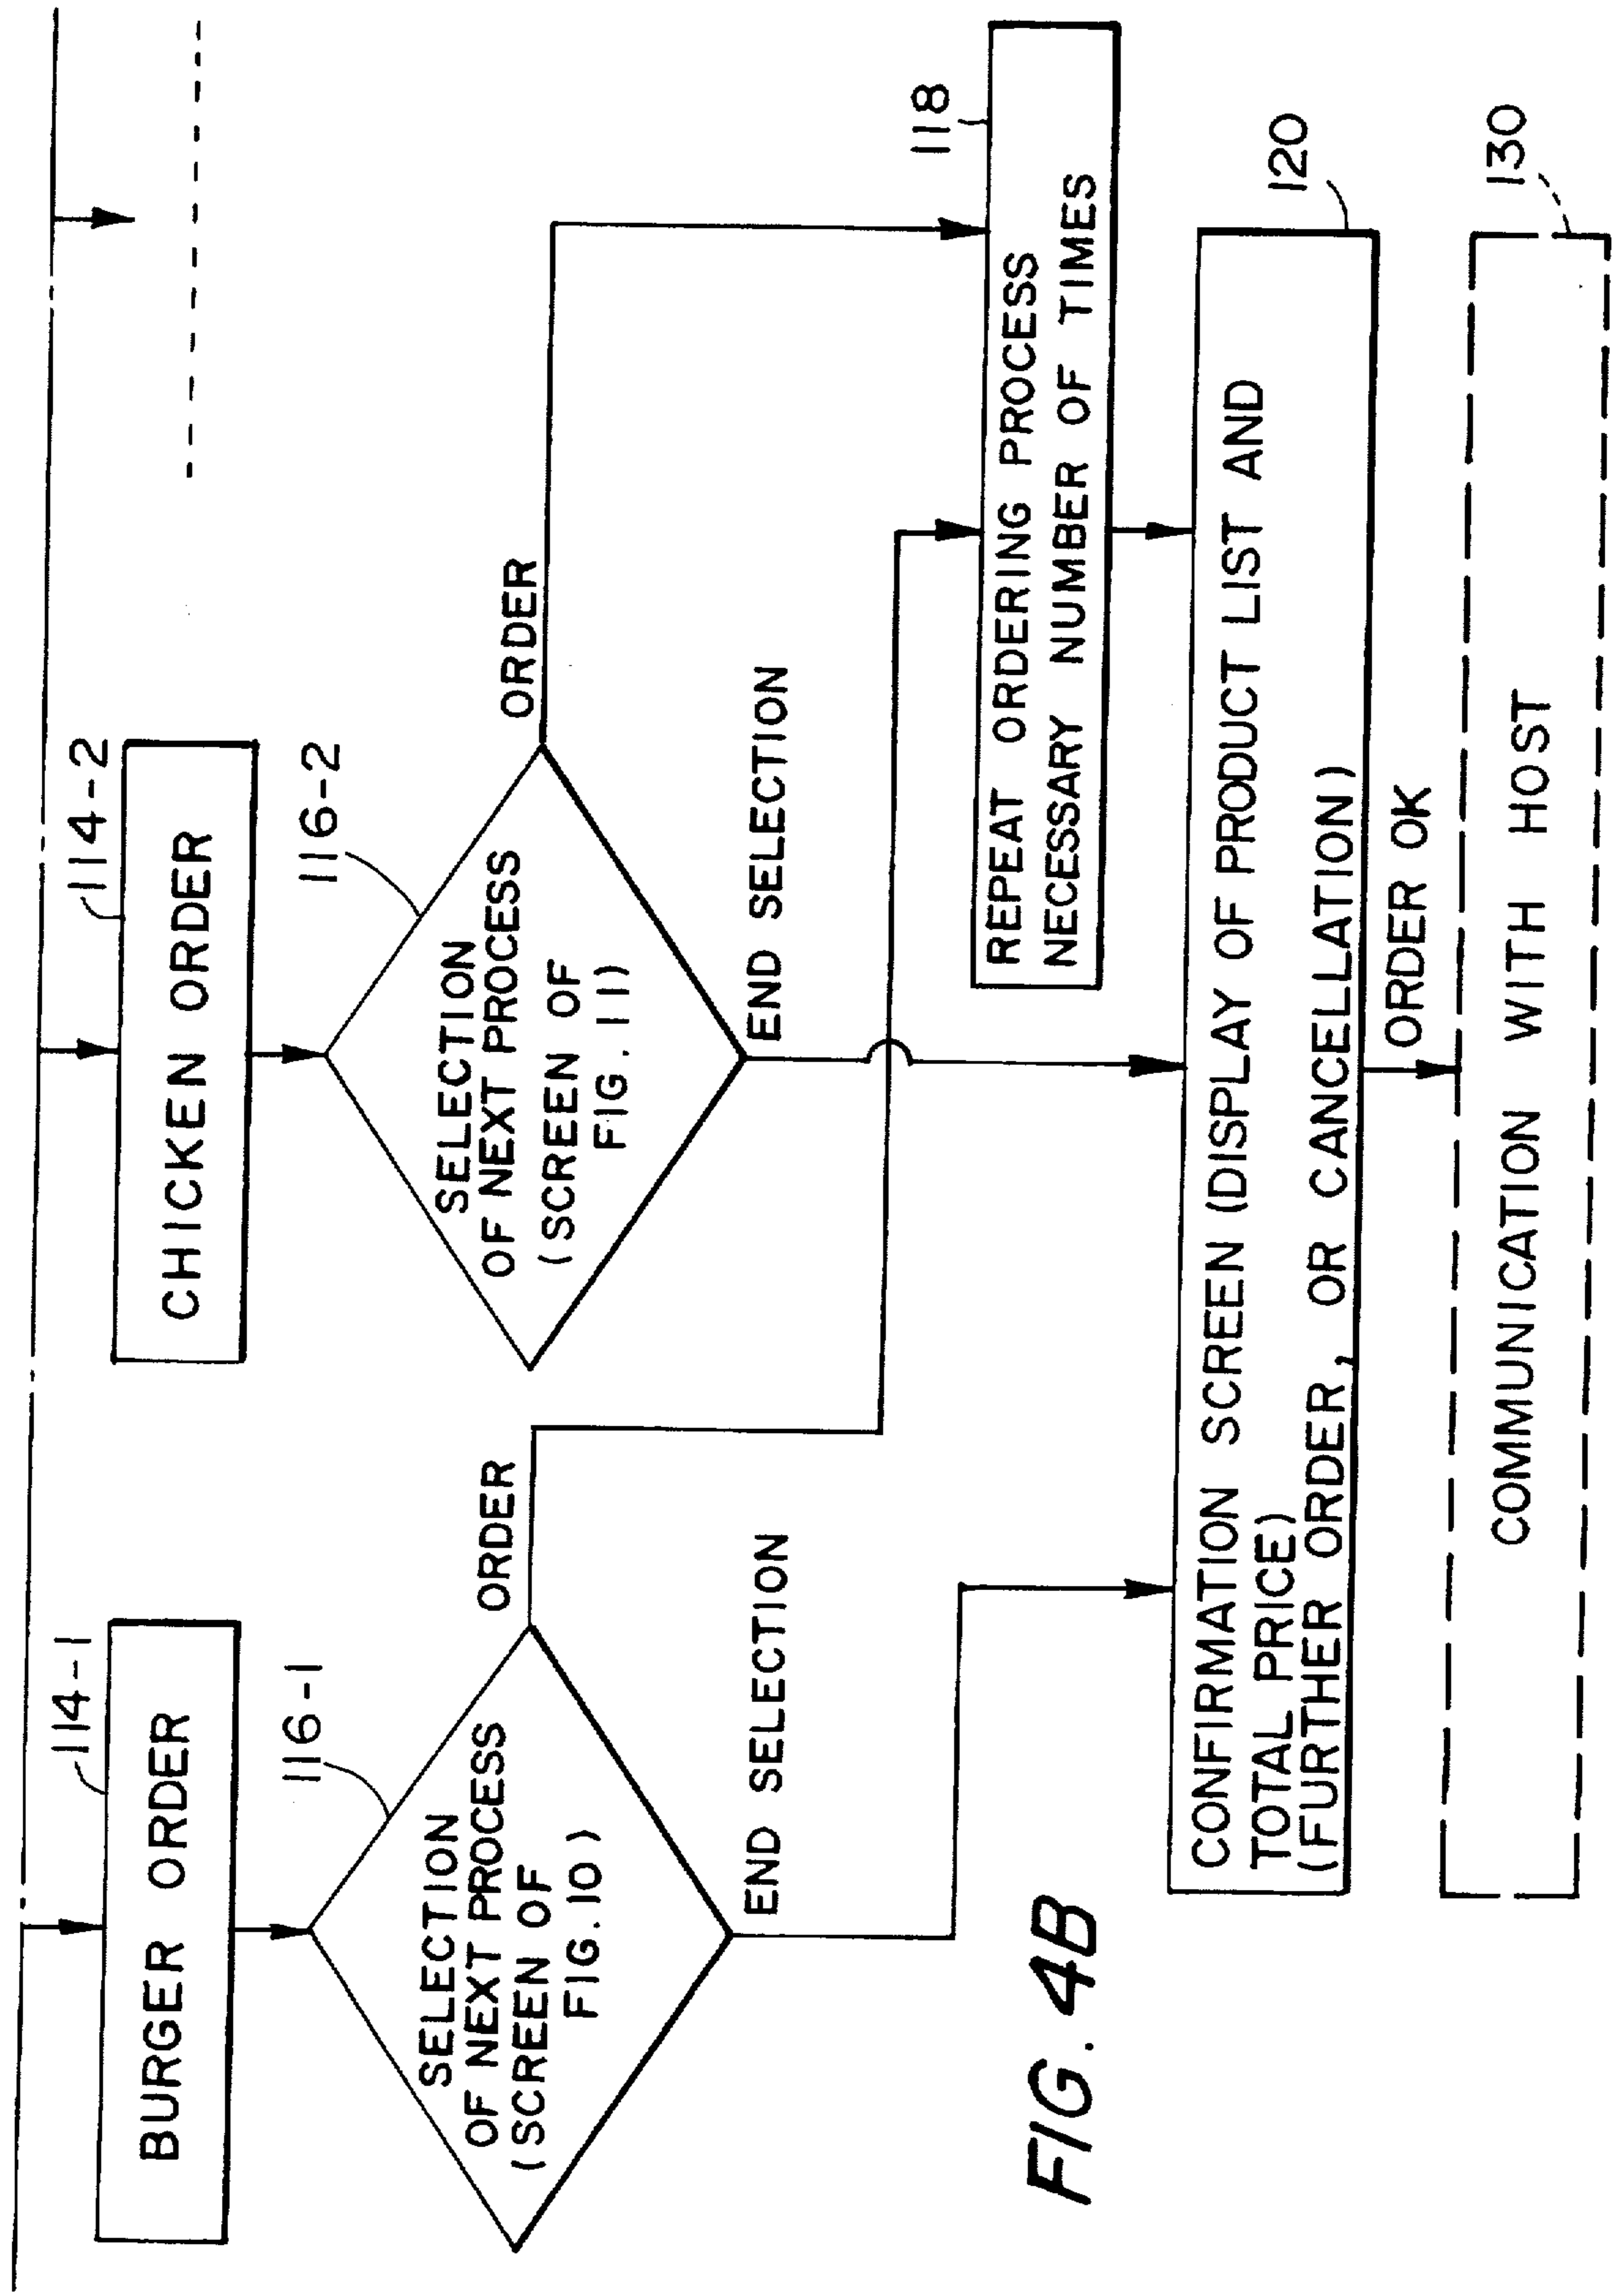 114-1
BURGER ORDER
114-2
CHICKEN ORDER
116-1
SELECTION
OF NEXT PROCESS
(SCREEN OF
FIG. 10)
ORDER
END SELECTION
116-2
SELECTION
OF NEXT PROCESS
(SCREEN OF
FIG. 11)
ORDER
END SELECTION
118
REPEAT ORDERING PROCESS
NECESSARY NUMBER OF TIMES
120
CONFIRMATION SCREEN (DISPLAY OF PRODUCT LIST AND
TOTAL PRICE)
(FURTHER ORDER, OR CANCELLATION)
ORDER OK
130
COMMUNICATION WITH HOST
FIG. 4B